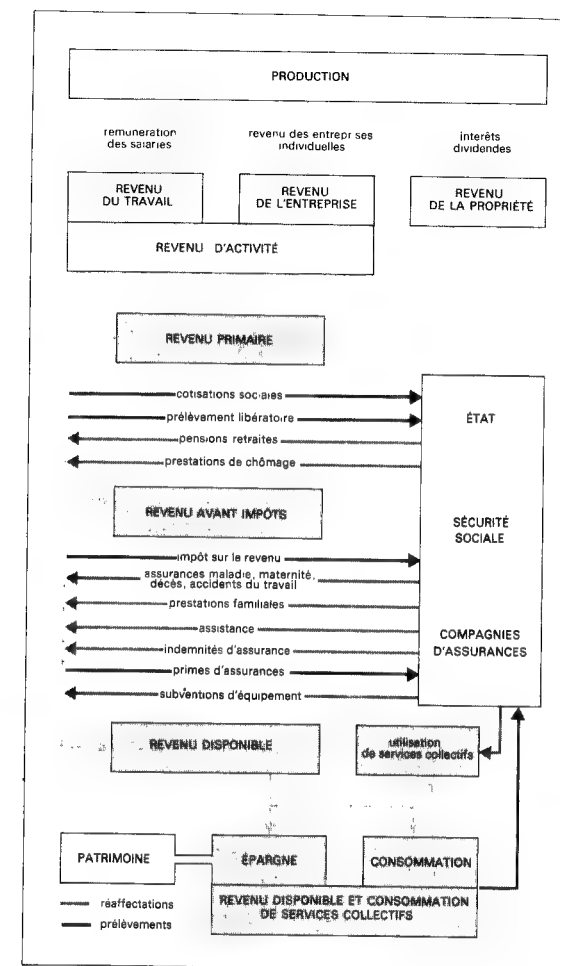 PRODUCTION
rémunération
des salariés
revenu des entreprises
individuelles
intérêts
dividendes
REVENU
DU TRAVAIL
REVENU
DE L'ENTREPRISE
REVENU
DE LA PROPRIÉTÉ
REVENU D'ACTIVITÉ
REVENU PRIMAIRE
cotisations sociales
prélèvement libératoire
ÉTAT
pensions retraites
prestations de chômage
REVENU AVANT IMPÔTS
SÉCURITÉ
SOCIALE
impôt sur le revenu
assurances maladie, maternité,
décès, accidents du travail
prestations familiales
assistance
COMPAGNIES
D'ASSURANCES
indemnités d'assurance
primes d'assurances
subventions d'équipement
REVENU DISPONIBLE
utilisation
de services collectifs
PATRIMOINE
ÉPARGNE
CONSOMMATION
REVENU DISPONIBLE ET CONSOMMATION
DE SERVICES COLLECTIFS
réaffectations
prélèvements